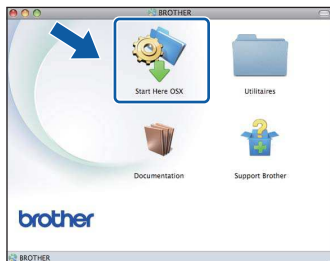 BROTHER
Start Here OSX
Utilitaires
Documentation
Support Brother
brother
BROTHER